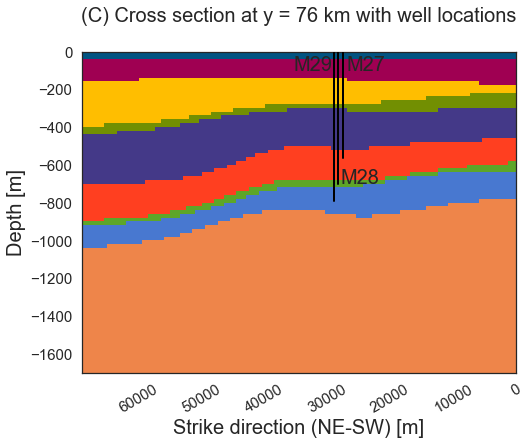 (C) Cross section at y = 76 km with well locations
0
M29 M27
−200
−400
−600
M28
−800
−1000
−1200
−1400
−1600
Depth [m]
60000 50000 40000 30000 20000 10000 0
Strike direction (NE-SW) [m]